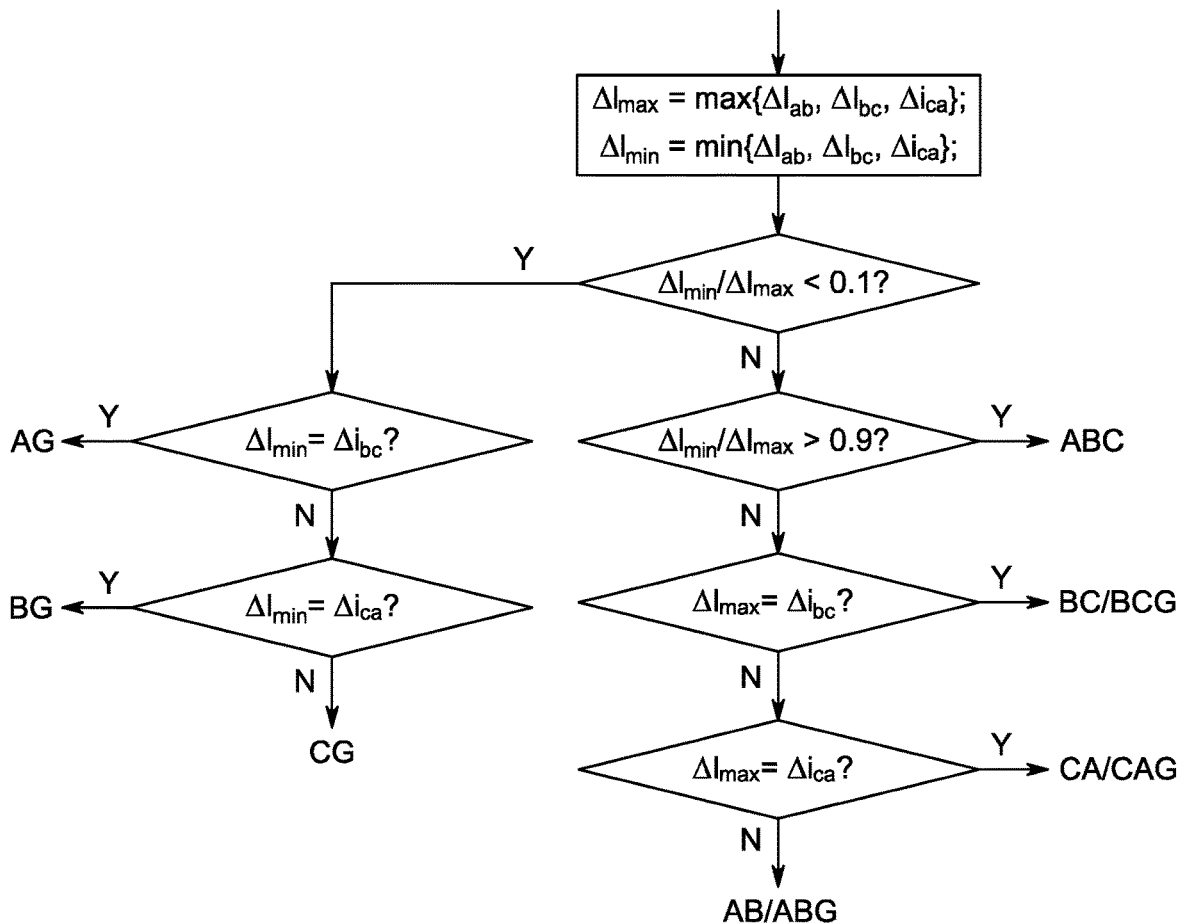 ΔI_max = max{ΔI_ab, ΔI_bc, Δi_ca};
ΔI_min = min{ΔI_ab, ΔI_bc, Δi_ca};
Y
ΔI_min/ΔI_max < 0.1?
N
AG
Y
ΔI_min= Δi_bc?
ΔI_min/ΔI_max > 0.9?
Y
ABC
N
N
BG
Y
ΔI_min= Δi_ca?
ΔI_max= Δi_bc?
Y
BC/BCG
N
N
CG
ΔI_max= Δi_ca?
Y
CA/CAG
N
AB/ABG